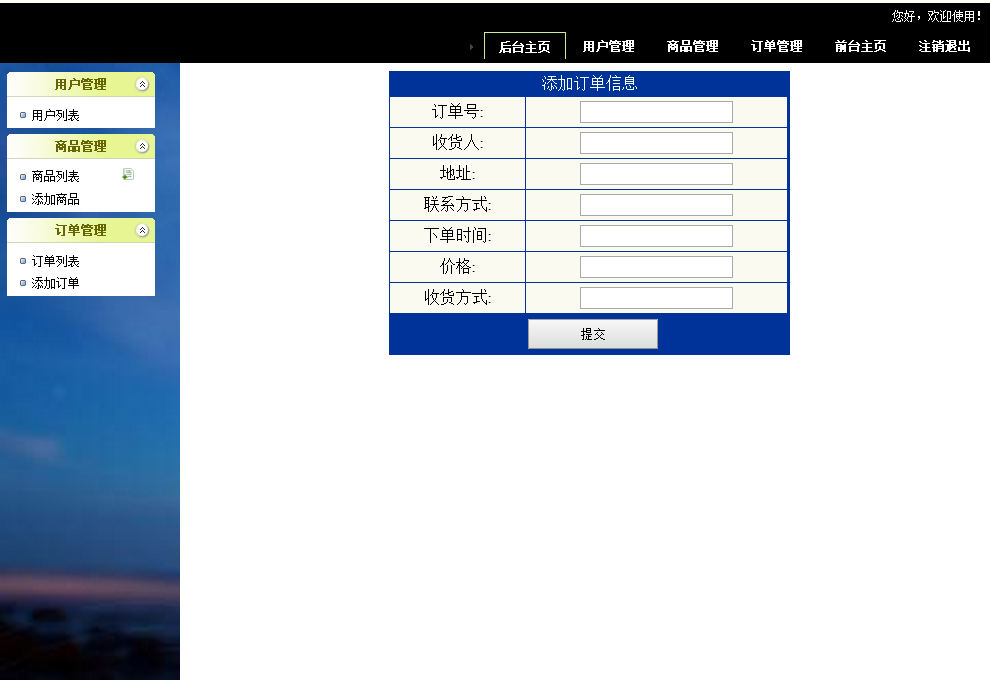 您好，欢迎使用！
后台主页 用户管理 商品管理 订单管理 前台主页 注销退出
用户管理
用户列表
商品管理
商品列表
添加商品
订单管理
订单列表
添加订单
添加订单信息
订单号:
收货人:
地址:
联系方式:
下单时间:
价格:
收货方式:
提交